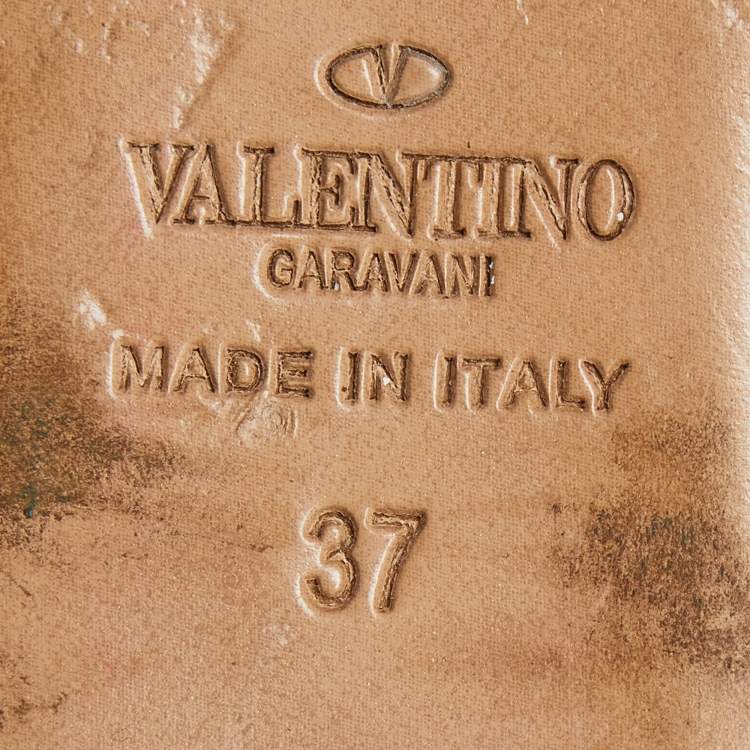 V
VALENTINO
GARAVANI
MADE IN ITALY
37